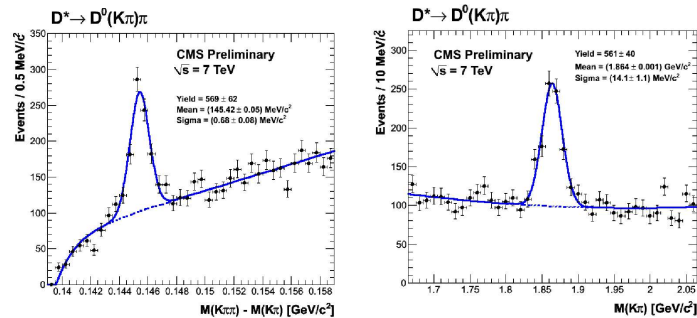 D*→ D⁰(Kπ)π
CMS Preliminary
√s = 7 TeV
Yield = 569 ± 62
Mean = (145.42 ± 0.05) MeV/c²
Sigma = (0.68 ± 0.08) MeV/c²
Events / 0.5 MeV/c²
350
300
250
200
150
100
50
0
0.14 0.142 0.144 0.146 0.148 0.15 0.152 0.154 0.156 0.158
M(Kππ) - M(Kπ) [GeV/c²]
D*→ D⁰(Kπ)π
CMS Preliminary
√s = 7 TeV
Yield = 561 ± 40
Mean = (1.864 ± 0.001) GeV/c²
Sigma = (14.1 ± 1.1) MeV/c²
Events / 10 MeV/c²
300
250
200
150
100
50
0
1.7 1.75 1.8 1.85 1.9 1.95 2 2.05
M(Kπ) [GeV/c²]